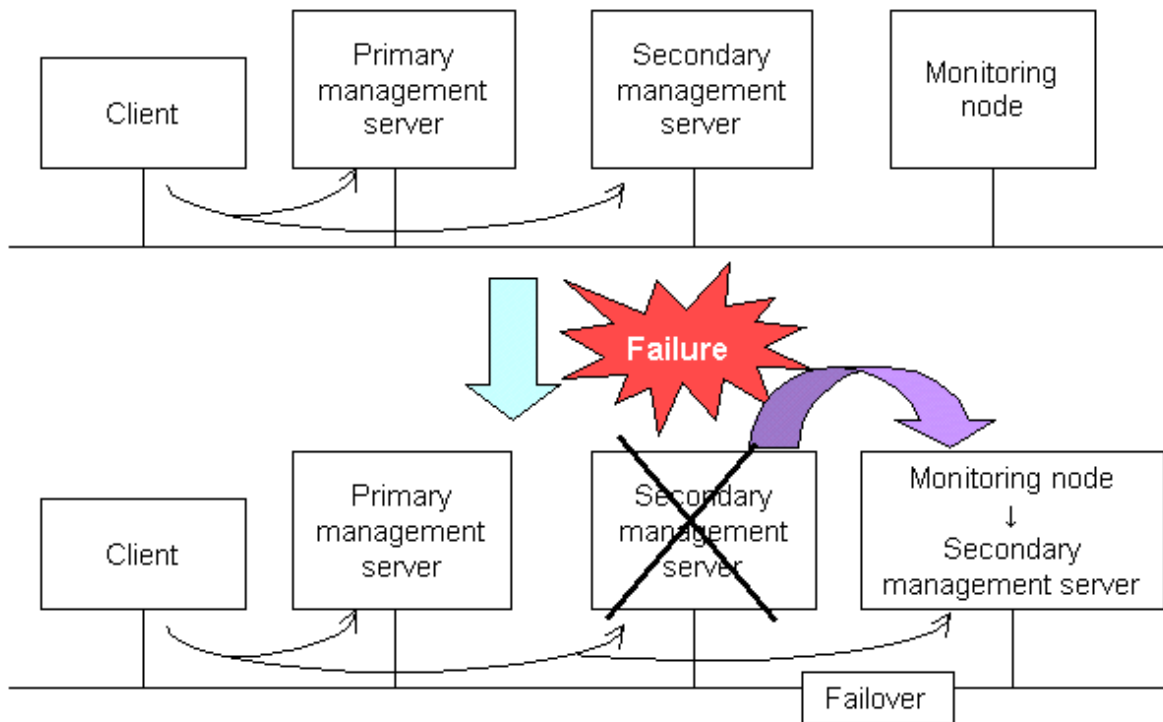 Client
Primary
management
server
Secondary
management
server
Monitoring
node
Failure
Client
Primary
management
server
Secondary
management
server
Monitoring node
↓
Secondary
management server
Failover